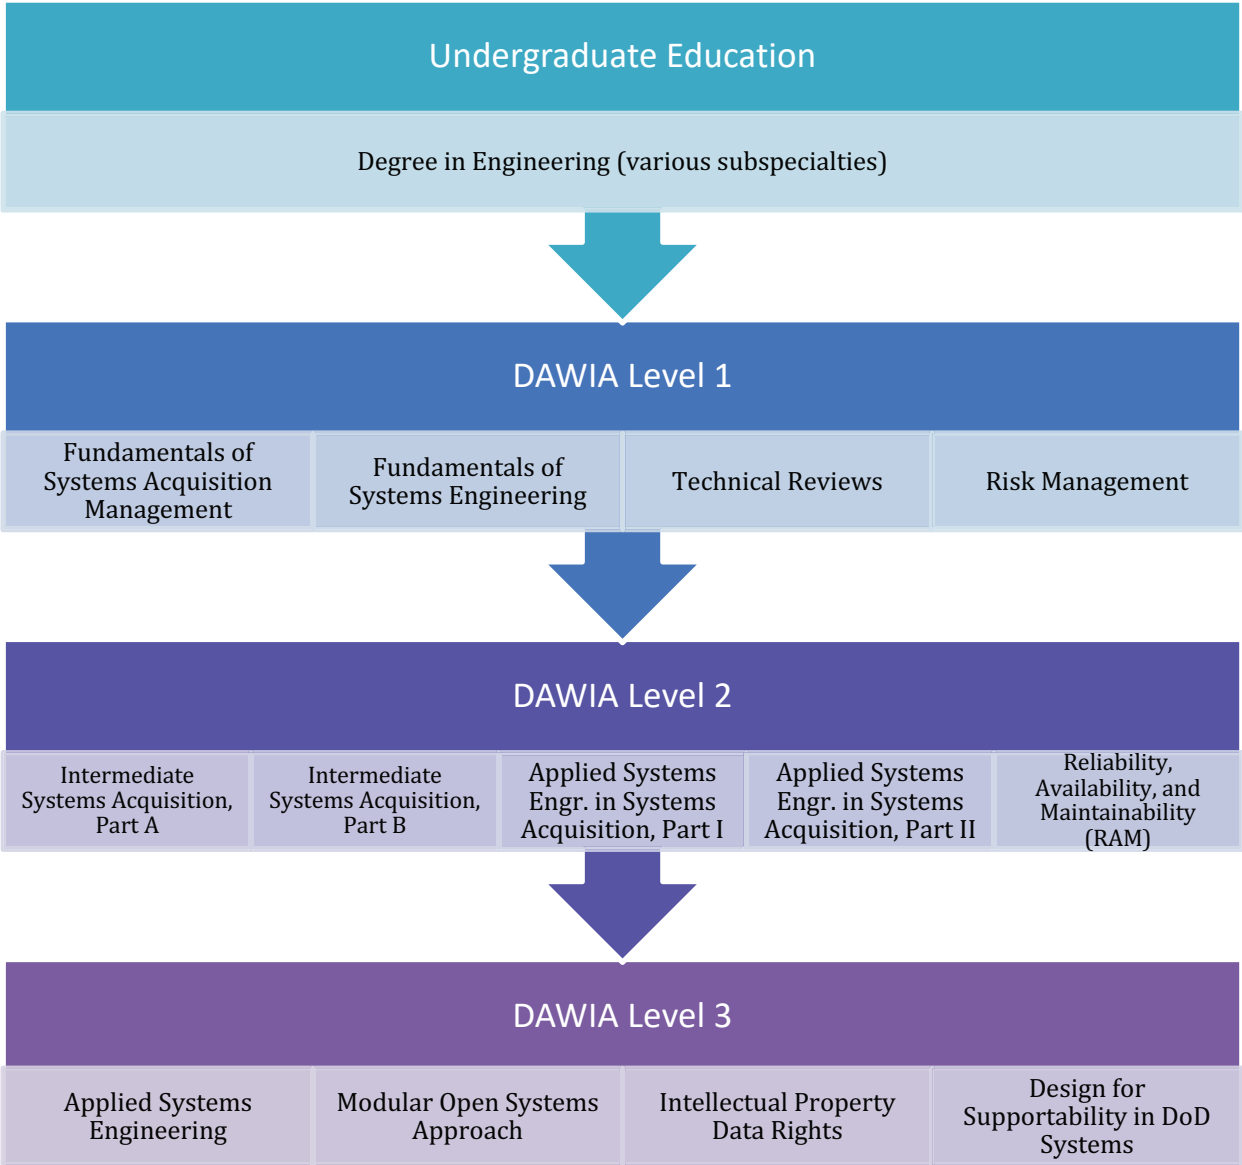 Undergraduate Education
Degree in Engineering (various subspecialties)
DAWIA Level 1
Fundamentals of
Systems Acquisition
Management
Fundamentals of
Systems Engineering
Technical Reviews
Risk Management
DAWIA Level 2
Intermediate
Systems Acquisition,
Part A
Intermediate
Systems Acquisition,
Part B
Applied Systems
Engr. in Systems
Acquisition, Part I
Applied Systems
Engr. in Systems
Acquisition, Part II
Reliability,
Availability, and
Maintainability
(RAM)
DAWIA Level 3
Applied Systems
Engineering
Modular Open Systems
Approach
Intellectual Property
Data Rights
Design for
Supportability in DoD
Systems